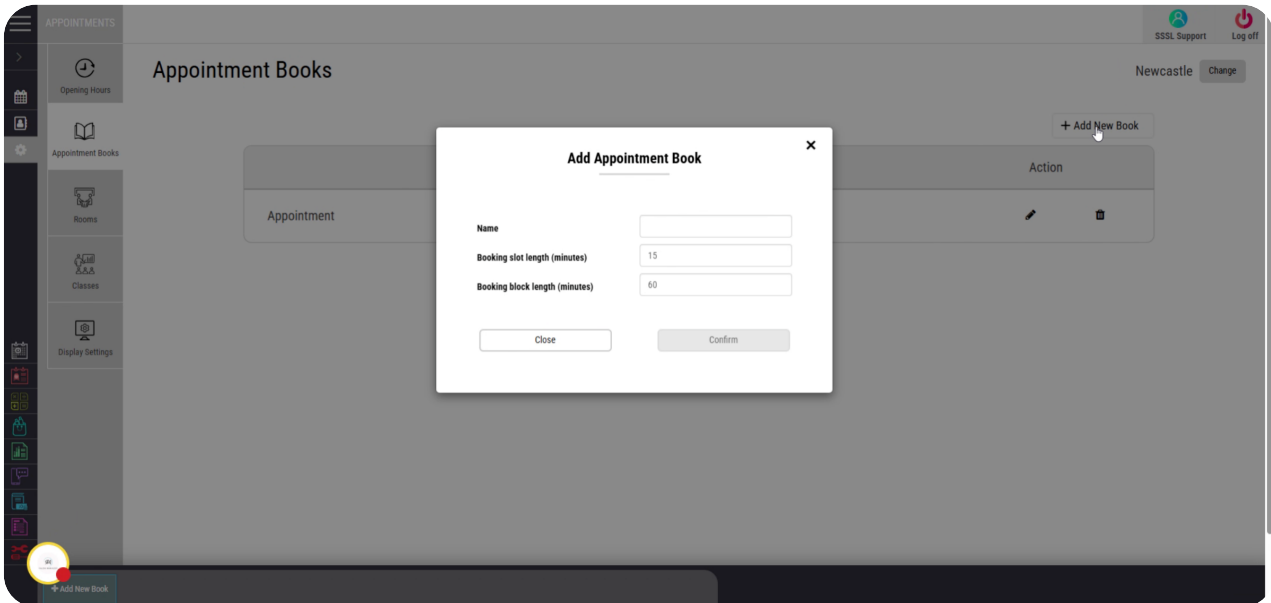 APPOINTMENTS
SSSL Support
Log off
Opening Hours
Appointment Books
Newcastle
Change
+ Add New Book
Appointment Books
Rooms
Classes
Display Settings
Action
Appointment
Add Appointment Book
Name
Booking slot length (minutes)
15
Booking block length (minutes)
60
Close
Confirm
+ Add New Book